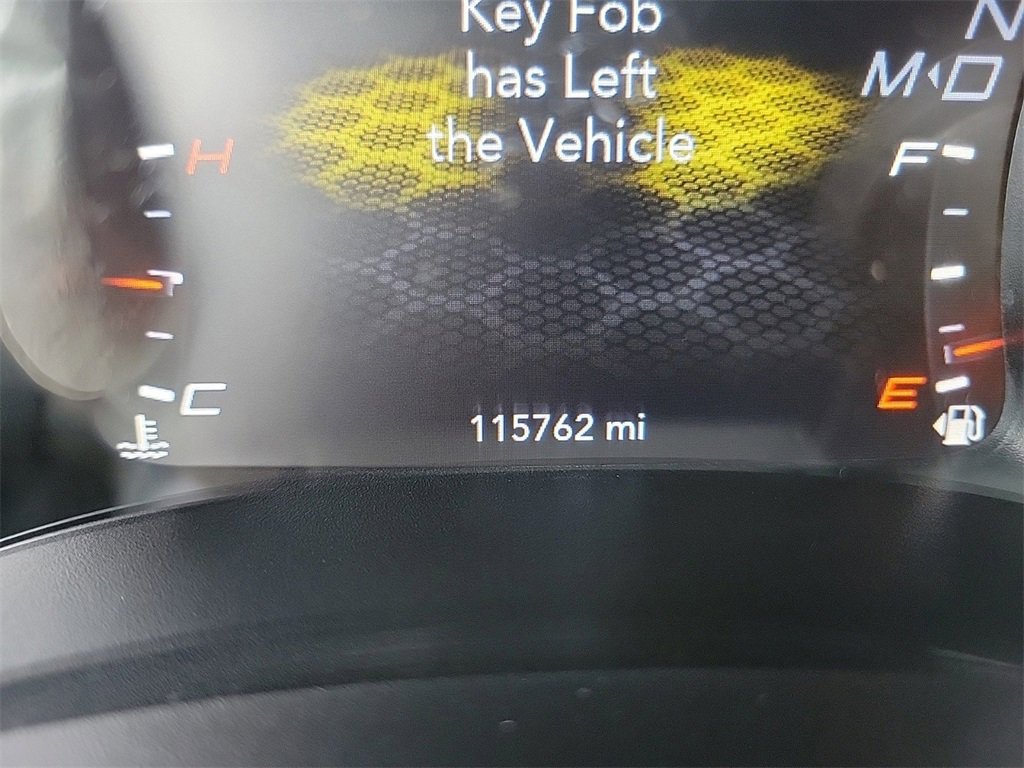 Key Fob
has Left
the Vehicle
N
M D
H
F
C
E
115762 mi